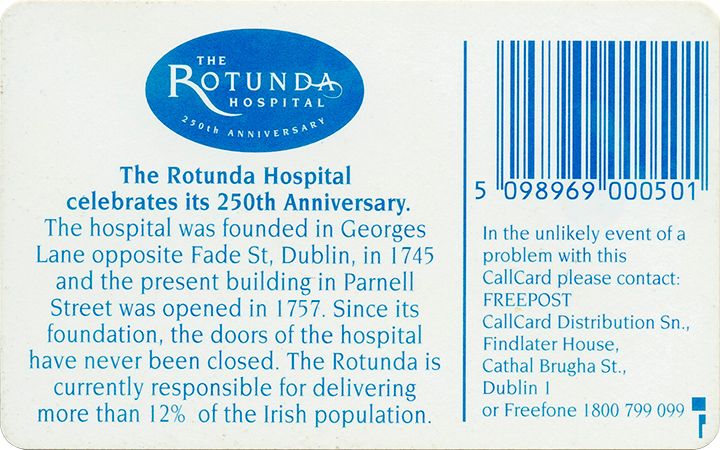 THE
ROTUNDA
HOSPITAL
250th ANNIVERSARY
The Rotunda Hospital
celebrates its 250th Anniversary.
The hospital was founded in Georges
Lane opposite Fade St, Dublin, in 1745
and the present building in Parnell
Street was opened in 1757. Since its
foundation, the doors of the hospital
have never been closed. The Rotunda is
currently responsible for delivering
more than 12% of the Irish population.
5 098969 000501
In the unlikely event of a
problem with this
CallCard please contact:
FREEPOST
CallCard Distribution Sn.,
Findlater House,
Cathal Brugha St.,
Dublin 1
or Freefone 1800 799 099